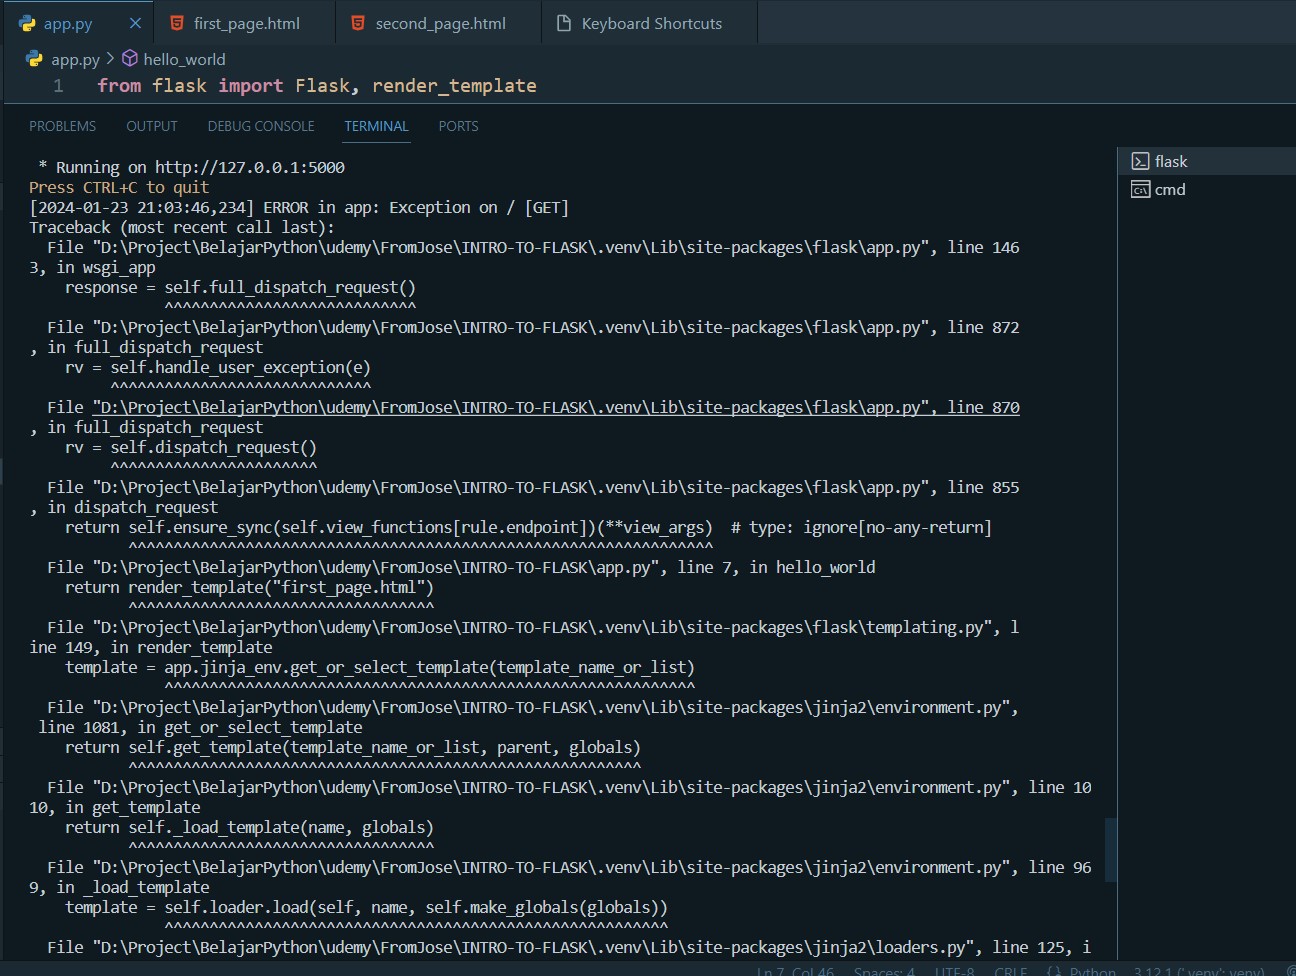 app.py
first_page.html
second_page.html
Keyboard Shortcuts
app.py > hello_world
1 from flask import Flask, render_template
PROBLEMS OUTPUT DEBUG CONSOLE TERMINAL PORTS
flask
cmd
* Running on http://127.0.0.1:5000
Press CTRL+C to quit
[2024-01-23 21:03:46,234] ERROR in app: Exception on / [GET]
Traceback (most recent call last):
File "D:\Project\BelajarPython\udemy\FromJose\INTRO-TO-FLASK\.venv\Lib\site-packages\flask\app.py", line 146
3, in wsgi_app
response = self.full_dispatch_request()
^^^^^^^^^^^^^^^^^^^^^^^^^^^^
File "D:\Project\BelajarPython\udemy\FromJose\INTRO-TO-FLASK\.venv\Lib\site-packages\flask\app.py", line 872
, in full_dispatch_request
rv = self.handle_user_exception(e)
^^^^^^^^^^^^^^^^^^^^^^^^^^^^^
File "D:\Project\BelajarPython\udemy\FromJose\INTRO-TO-FLASK\.venv\Lib\site-packages\flask\app.py", line 870
, in full_dispatch_request
rv = self.dispatch_request()
^^^^^^^^^^^^^^^^^^^^^^^
File "D:\Project\BelajarPython\udemy\FromJose\INTRO-TO-FLASK\.venv\Lib\site-packages\flask\app.py", line 855
, in dispatch_request
return self.ensure_sync(self.view_functions[rule.endpoint])(**view_args)  # type: ignore[no-any-return]
^^^^^^^^^^^^^^^^^^^^^^^^^^^^^^^^^^^^^^^^^^^^^^^^^^^^^^^^^^^^^^^^^
File "D:\Project\BelajarPython\udemy\FromJose\INTRO-TO-FLASK\app.py", line 7, in hello_world
return render_template("first_page.html")
^^^^^^^^^^^^^^^^^^^^^^^^^^^^^^^^^^
File "D:\Project\BelajarPython\udemy\FromJose\INTRO-TO-FLASK\.venv\Lib\site-packages\flask\templating.py", l
ine 149, in render_template
template = app.jinja_env.get_or_select_template(template_name_or_list)
^^^^^^^^^^^^^^^^^^^^^^^^^^^^^^^^^^^^^^^^^^^^^^^^^^^^^^^^^^^
File "D:\Project\BelajarPython\udemy\FromJose\INTRO-TO-FLASK\.venv\Lib\site-packages\jinja2\environment.py",
line 1081, in get_or_select_template
return self.get_template(template_name_or_list, parent, globals)
^^^^^^^^^^^^^^^^^^^^^^^^^^^^^^^^^^^^^^^^^^^^^^^^^^^^^^^^^
File "D:\Project\BelajarPython\udemy\FromJose\INTRO-TO-FLASK\.venv\Lib\site-packages\jinja2\environment.py", line 10
10, in get_template
return self._load_template(name, globals)
^^^^^^^^^^^^^^^^^^^^^^^^^^^^^^^^^^
File "D:\Project\BelajarPython\udemy\FromJose\INTRO-TO-FLASK\.venv\Lib\site-packages\jinja2\environment.py", line 96
9, in _load_template
template = self.loader.load(self, name, self.make_globals(globals))
^^^^^^^^^^^^^^^^^^^^^^^^^^^^^^^^^^^^^^^^^^^^^^^^^^^^^^^^
File "D:\Project\BelajarPython\udemy\FromJose\INTRO-TO-FLASK\.venv\Lib\site-packages\jinja2\loaders.py", line 125, i
Ln 7, Col 46 Spaces: 4 UTF-8 CRLF {} Python 3.12.1 ('.venv': venv)